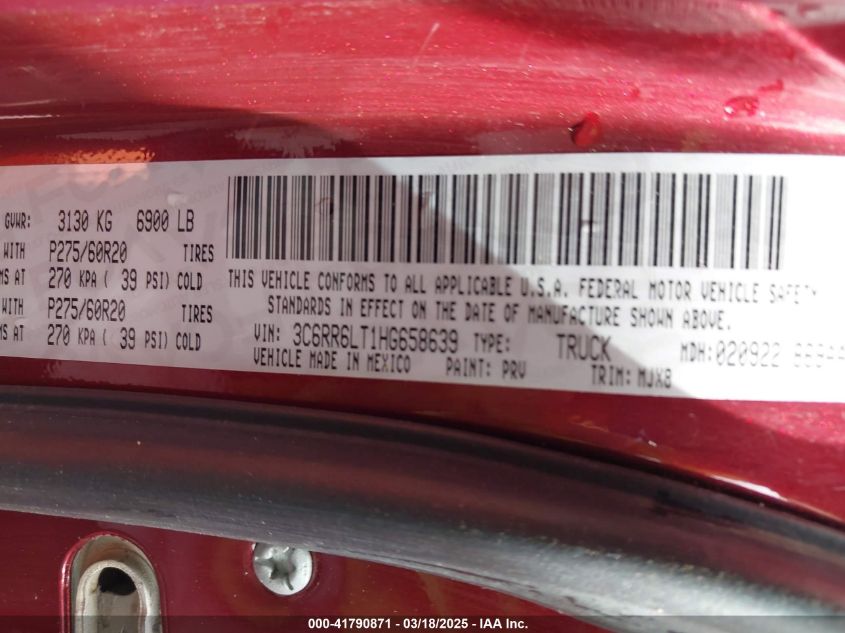 GVWR: 3130 KG 6900 LB
WITH P275/60R20 TIRES
MS AT 270 KPA ( 39 PSI) COLD
WITH P275/60R20 TIRES
MS AT 270 KPA ( 39 PSI) COLD
THIS VEHICLE CONFORMS TO ALL APPLICABLE U.S.A. FEDERAL MOTOR VEHICLE SAFETY
STANDARDS IN EFFECT ON THE DATE OF MANUFACTURE SHOWN ABOVE.
VIN: 3C6RR6LT1HG658639 TYPE: TRUCK MDH:020922
VEHICLE MADE IN MEXICO PAINT: PRV TRIM: MJX8
000-41790871 - 03/18/2025 - IAA Inc.